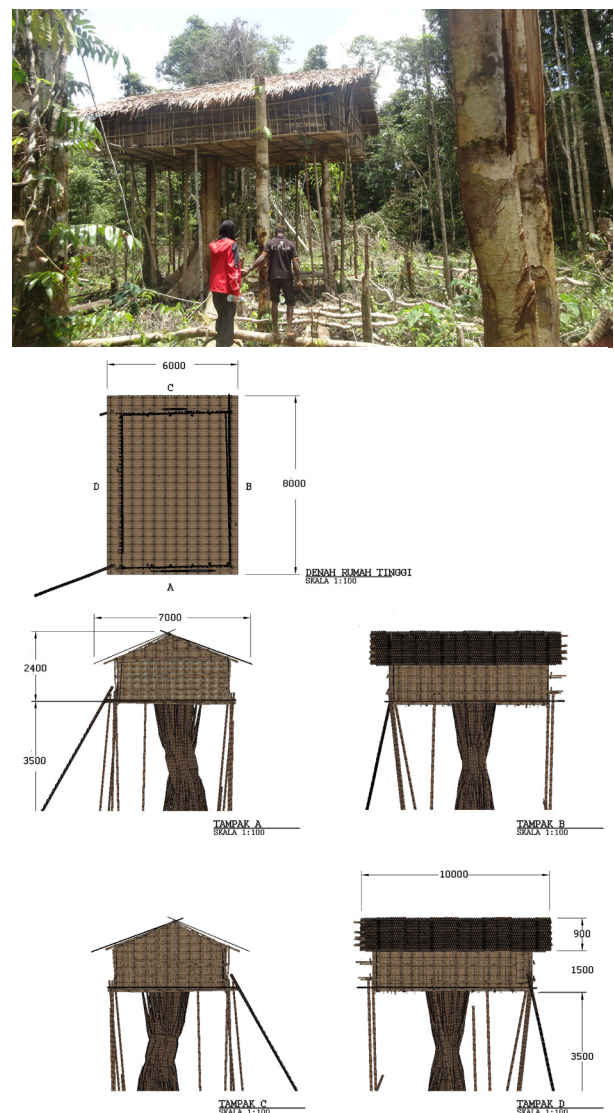 6000
C
D
B
8000
A
DENAH RUMAH TINGGI
SKALA 1:100
7000
2400
3500
TAMPAK A
SKALA 1:100
TAMPAK B
SKALA 1:100
10000
900
1500
3500
TAMPAK C
SKALA 1:100
TAMPAK D
SKALA 1:100